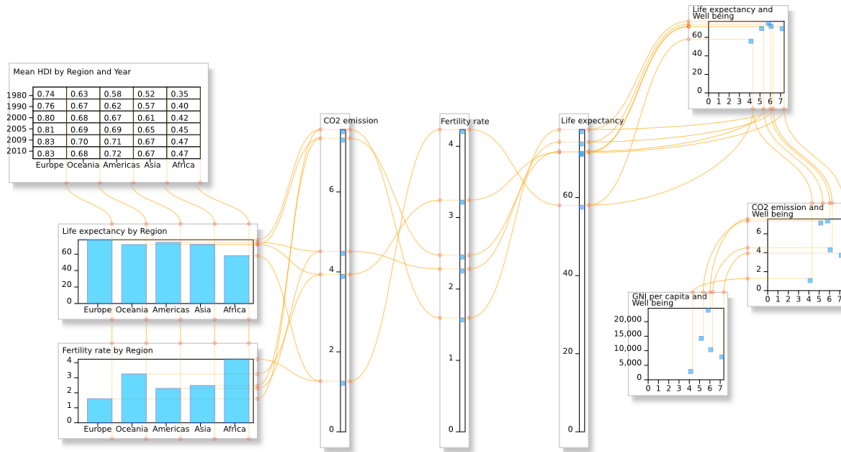 Mean HDI by Region and Year
1980 0.74 0.63 0.58 0.52 0.35
1990 0.76 0.67 0.62 0.57 0.40
2000 0.80 0.68 0.67 0.61 0.42
2005 0.81 0.69 0.69 0.65 0.45
2009 0.83 0.70 0.71 0.67 0.47
2010 0.83 0.68 0.72 0.67 0.47
Europe Oceania Americas Asia Africa
Life expectancy by Region
60
40
20
0
Europe Oceania Americas Asia Africa
Fertility rate by Region
4
3
2
1
0
Europe Oceania Americas Asia Africa
CO2 emission
6
4
2
0
Fertility rate
4
3
2
1
0
Life expectancy
60
40
20
0
Life expectancy and
Well being
60
40
20
0
0 1 2 3 4 5 6 7
CO2 emission and
Well being
6
4
2
0
0 1 2 3 4 5 6 7
GNI per capita and
Well being
20,000
15,000
10,000
5,000
0
0 1 2 3 4 5 6 7